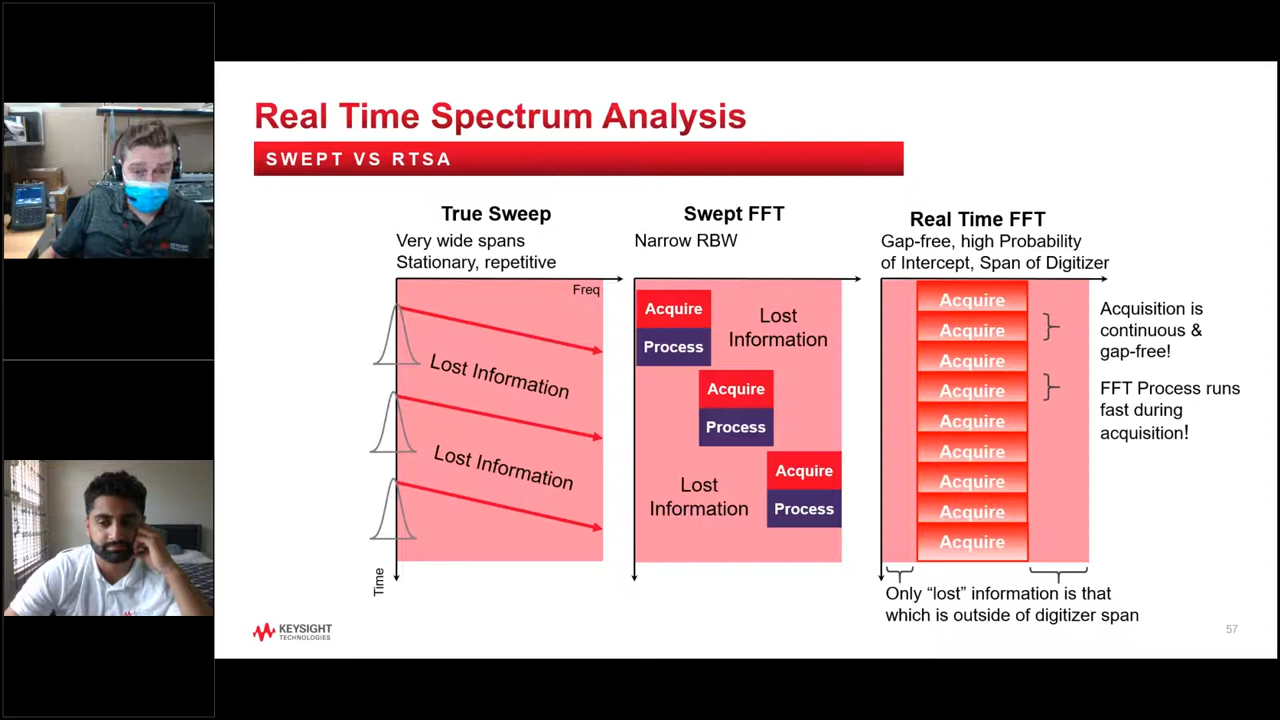 Real Time Spectrum Analysis
SWEPT VS RTSA
True Sweep
Very wide spans
Stationary, repetitive
Freq
Lost Information
Lost Information
Time
Swept FFT
Narrow RBW
Acquire
Process
Lost
Information
Acquire
Process
Lost
Information
Acquire
Process
Real Time FFT
Gap-free, high Probability
of Intercept, Span of Digitizer
Acquire
Acquire
Acquire
Acquire
Acquire
Acquire
Acquire
Acquire
Acquire
Acquisition is
continuous &
gap-free!
FFT Process runs
fast during
acquisition!
Only “lost” information is that
which is outside of digitizer span
KEYSIGHT
TECHNOLOGIES
57
KEYSIGHT